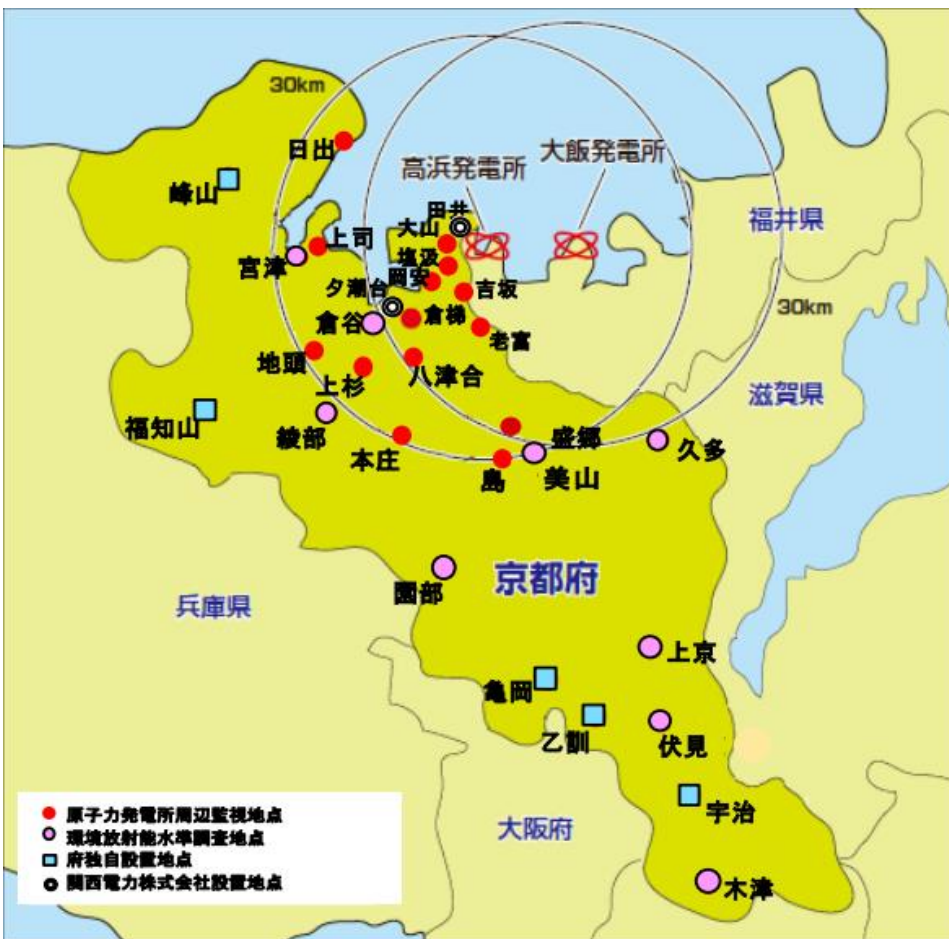 30km
日出
高浜発電所
大飯発電所
峰山
田井
大山
福井県
上司
塩汲
宮津
岡安
夕潮台
吉坂
30km
倉谷
倉梯
老富
地頭
八津合
上杉
滋賀県
福知山
綾部
本庄
盛郷
久多
島
美山
園部
京都府
兵庫県
上京
亀岡
乙訓
伏見
宇治
大阪府
木津
原子力発電所周辺監視地点
環境放射能水準調査地点
府独自設置地点
関西電力株式会社設置地点